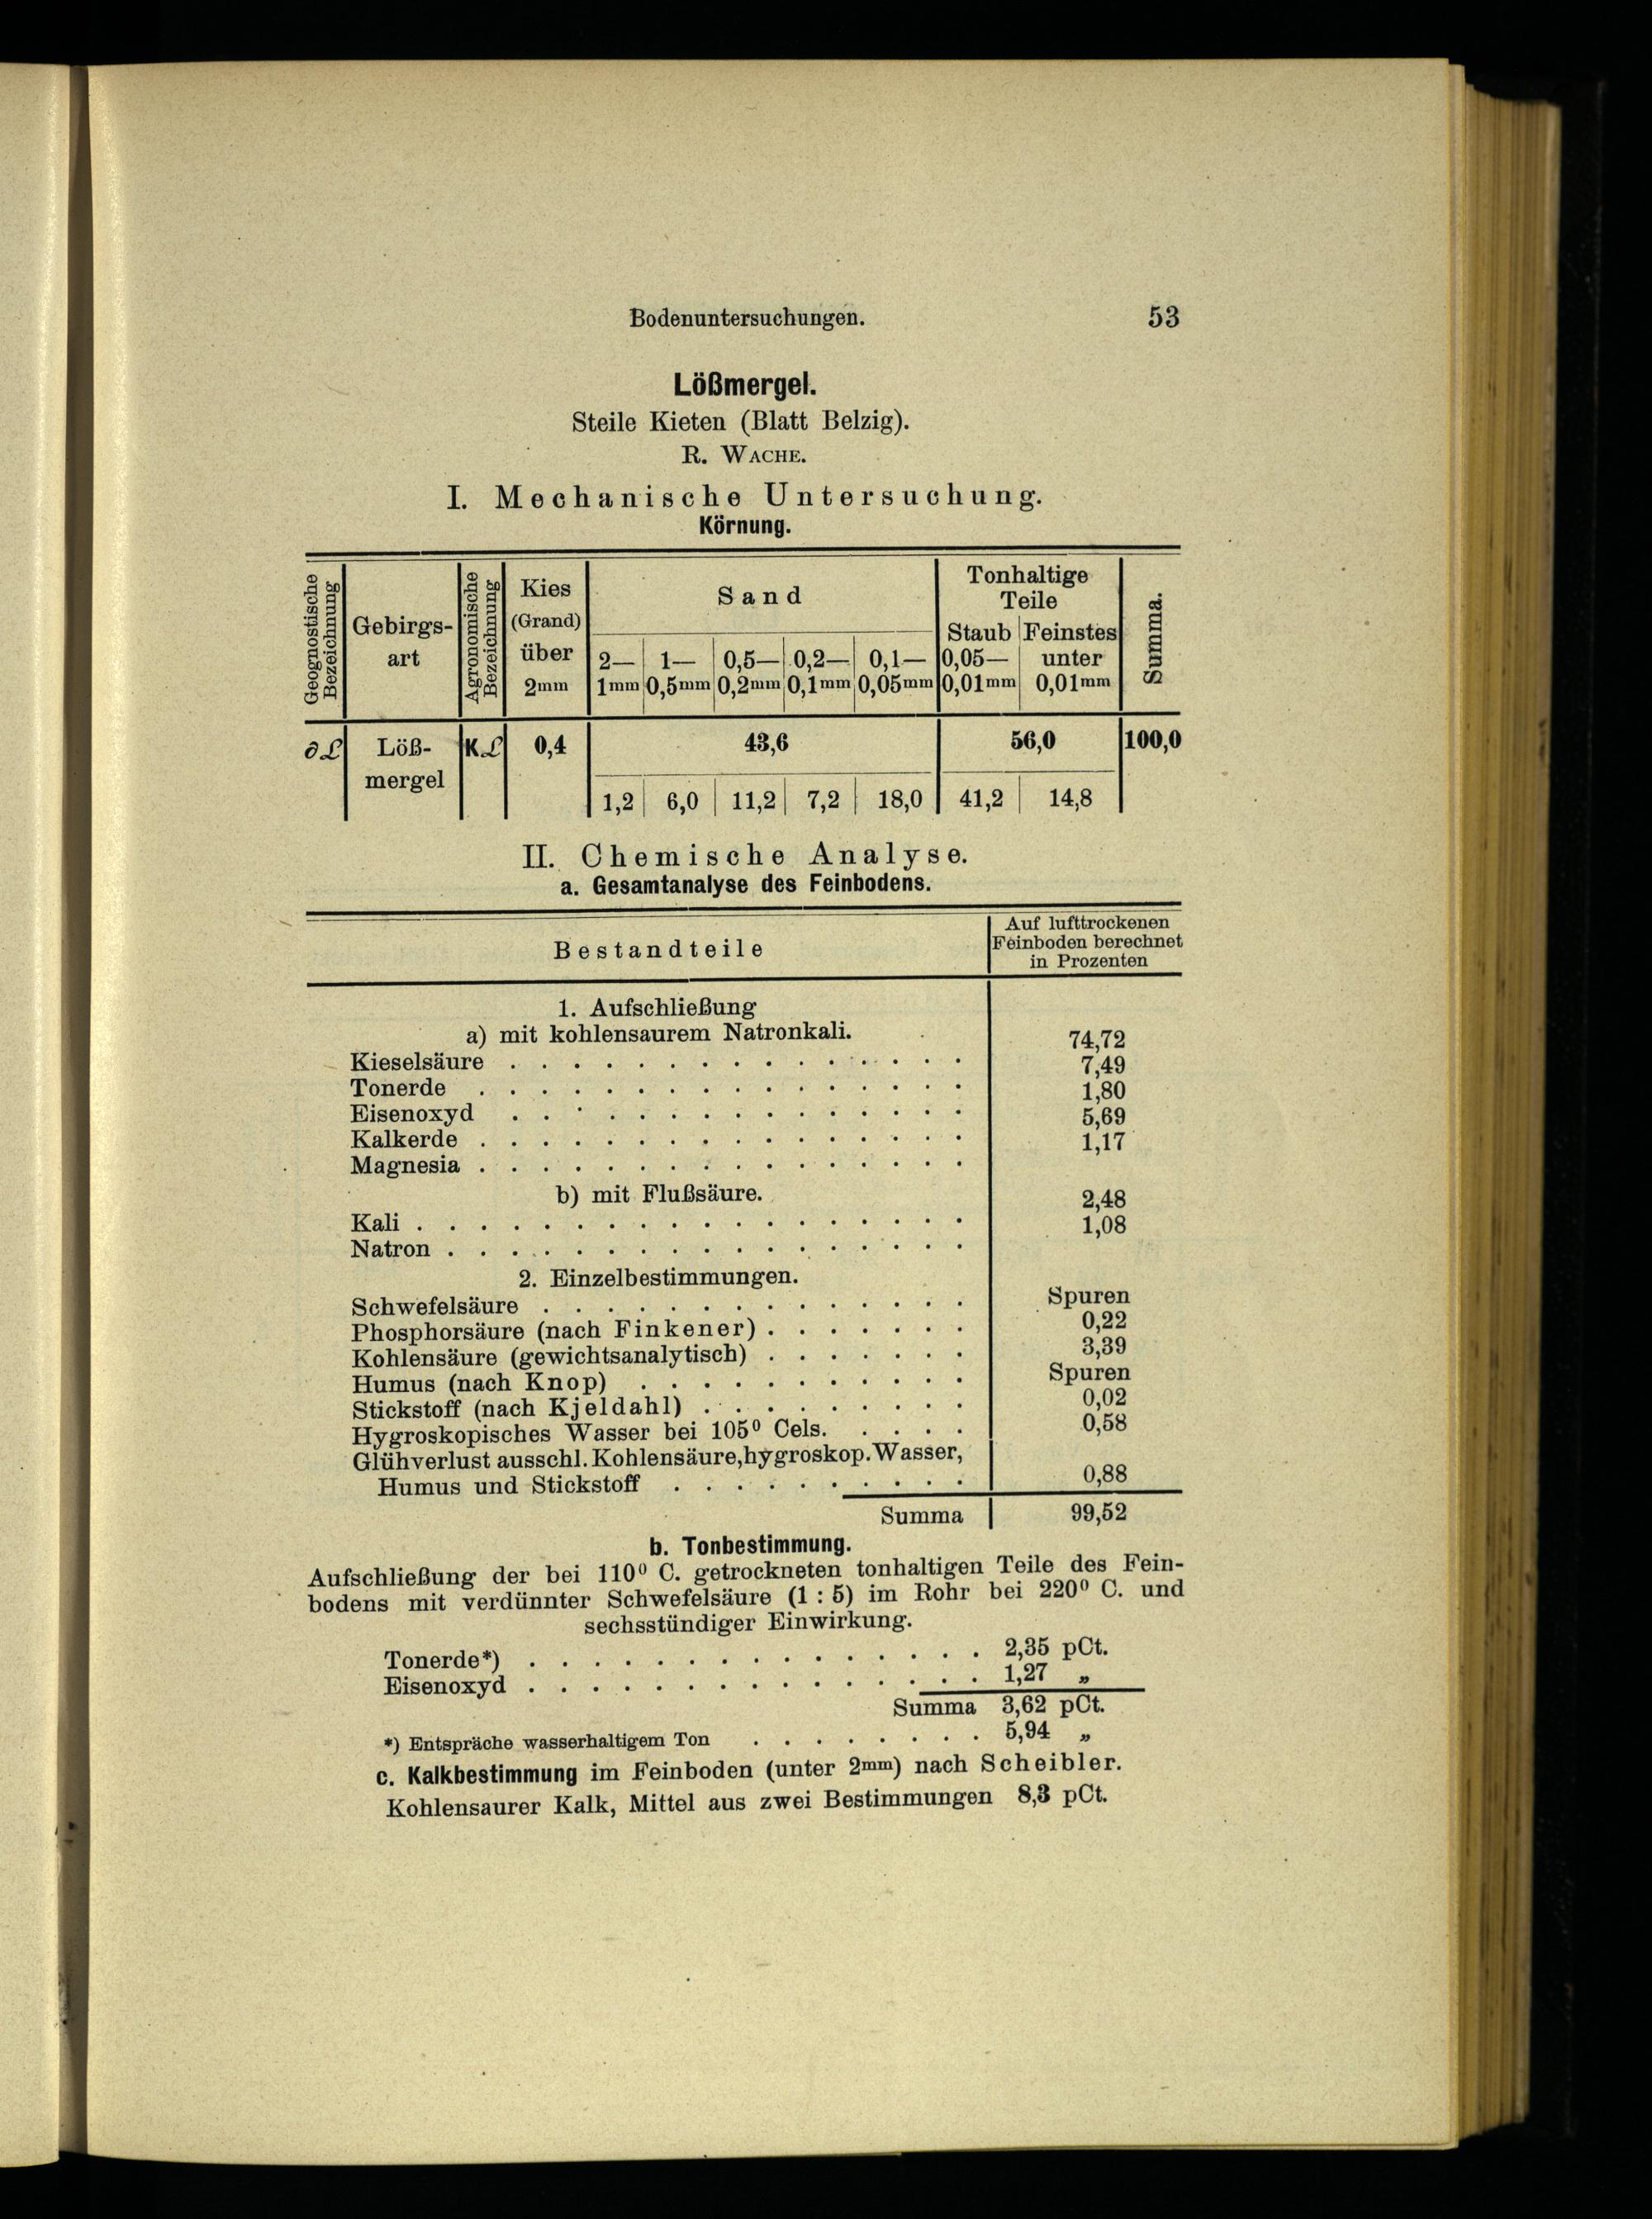 Bodenuntersuchungen. 53
Lößmergel.
Steile Kieten (Blatt Belzig).
R. WACHE.
I. Mechanische Untersuchung.
Körnung.
Geognostische Bezeichnung
Gebirgs-
art
Agronomische Bezeichnung
Kies
(Grand)
über
2mm
Sand
2— 1— 0,5— 0,2— 0,1—
1mm 0,5mm 0,2mm 0,1mm 0,05mm
Tonhaltige
Teile
Staub Feinstes
0,05— unter
0,01mm 0,01mm
Summa.
∂L Löß- KL 0,4 43,6 56,0 100,0
mergel
1,2 6,0 11,2 7,2 18,0 41,2 14,8
II. Chemische Analyse.
a. Gesamtanalyse des Feinbodens.
Bestandteile
Auf lufttrockenen
Feinboden berechnet
in Prozenten
1. Aufschließung
a) mit kohlensaurem Natronkali.
Kieselsäure . . . . . . . . . . . . . . . 74,72
Tonerde . . . . . . . . . . . . . . . . 7,49
Eisenoxyd . . . . . . . . . . . . . . . 1,80
Kalkerde . . . . . . . . . . . . . . . . 5,69
Magnesia . . . . . . . . . . . . . . . . 1,17
b) mit Flußsäure.
Kali . . . . . . . . . . . . . . . . . . 2,48
Natron . . . . . . . . . . . . . . . . . 1,08
2. Einzelbestimmungen.
Schwefelsäure . . . . . . . . . . . . . . Spuren
Phosphorsäure (nach Finkener) . . . . . . . 0,22
Kohlensäure (gewichtsanalytisch) . . . . . . . 3,39
Humus (nach Knop) . . . . . . . . . . . Spuren
Stickstoff (nach Kjeldahl) . . . . . . . . . 0,02
Hygroskopisches Wasser bei 105⁰ Cels. . . . . 0,58
Glühverlust ausschl. Kohlensäure, hygroskop. Wasser,
Humus und Stickstoff . . . . . . . . . . 0,88
Summa 99,52
b. Tonbestimmung.
Aufschließung der bei 110⁰ C. getrockneten tonhaltigen Teile des Fein-
bodens mit verdünnter Schwefelsäure (1 : 5) im Rohr bei 220⁰ C. und
sechsstündiger Einwirkung.
Tonerde*) . . . . . . . . . . . . . . . 2,35 pCt.
Eisenoxyd . . . . . . . . . . . . . . . 1,27 „
Summa 3,62 pCt.
*) Entspräche wasserhaltigem Ton . . . . . . . . 5,94 „
c. Kalkbestimmung im Feinboden (unter 2mm) nach Scheibler.
Kohlensaurer Kalk, Mittel aus zwei Bestimmungen 8,3 pCt.